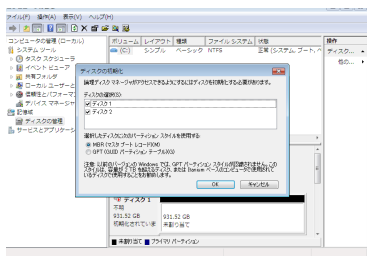 ファイル(F) 操作(A) 表示(V) ヘルプ(H)
コンピュータの管理 (ローカル)
システム ツール
タスク スケジューラ
イベント ビューア
共有フォルダ
ローカル ユーザーと
信頼性とパフォーマン
デバイス マネージャ
記憶域
ディスクの管理
サービスとアプリケーシ
ボリューム レイアウト 種類 ファイル システム 状態
(C:) シンプル ベーシック NTFS 正常 (システム, ブート, ペ
操作
ディスク...
他の...
ディスクの初期化
論理ディスク マネージャがアクセスできるようにするにはディスクを初期化する必要があります。
ディスクの選択(S):
ディスク 1
ディスク 2
選択したディスクに次のパーティション スタイルを使用する:
MBR (マスタ ブート レコード)(M)
GPT (GUID パーティション テーブル)(G)
注意: 以前のバージョンの Windows では、GPT パーティション スタイルが認識されません。この
スタイルは、容量が 2 TB を超えるディスク、または Itanium ベースのコンピュータで使用されて
いるディスクで使用することをお勧めします。
OK キャンセル
ディスク 1
不明
931.52 GB
初期化されていま
931.52 GB
未割り当て
未割り当て プライマリ パーティション